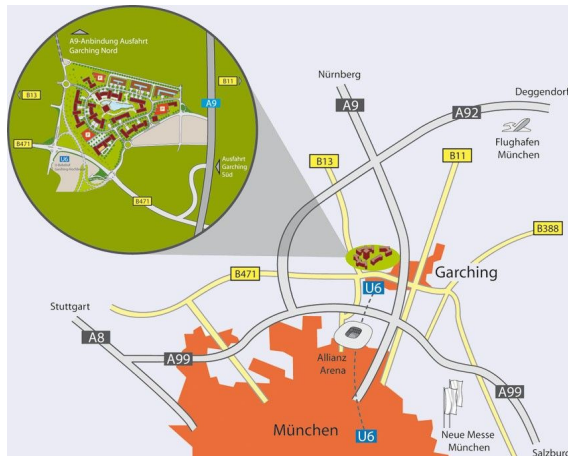 A9-Anbindung Ausfahrt
Garching Nord
B13
B11
A9
B471
U6
Ausfahrt
Garching
Süd
B471
Nürnberg
Deggendorf
A9
A92
Flughafen
München
B13
B11
B388
B471
Garching
U6
Stuttgart
A8
A99
Allianz
Arena
A99
München
U6
Neue Messe
München
Salzburg